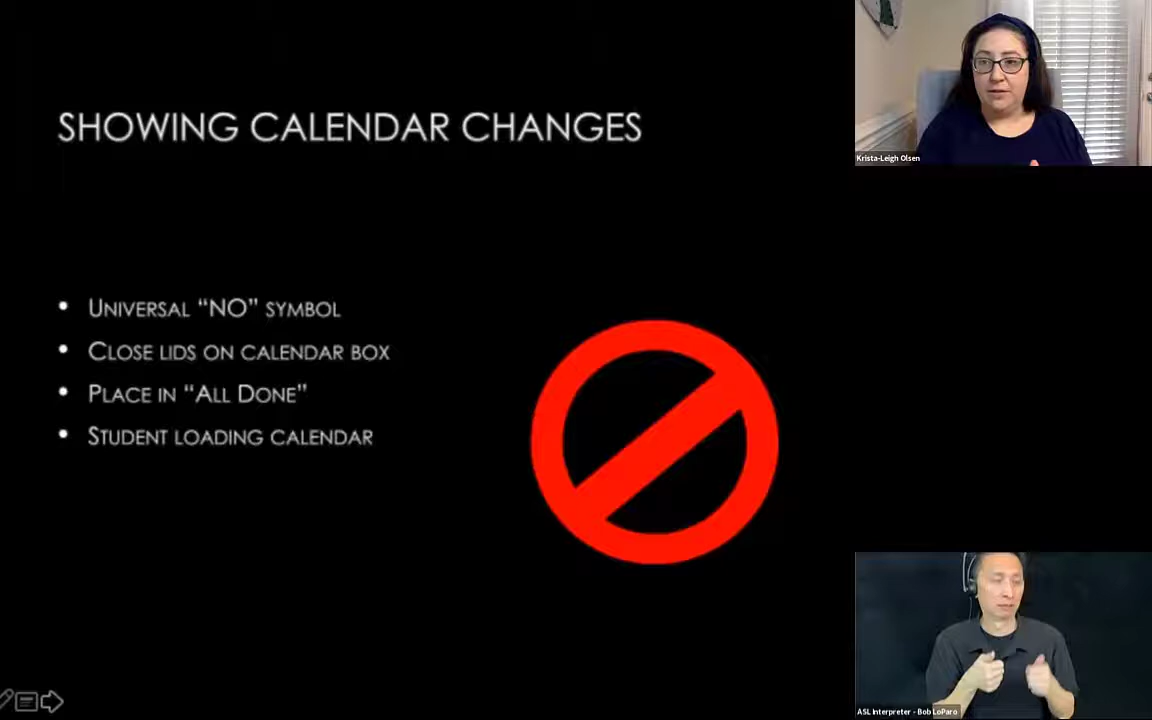 SHOWING CALENDAR CHANGES
Krista-Leigh Olsen
• UNIVERSAL “NO” SYMBOL
• CLOSE LIDS ON CALENDAR BOX
• PLACE IN “ALL DONE”
• STUDENT LOADING CALENDAR
ASL Interpreter - Bob LoParo